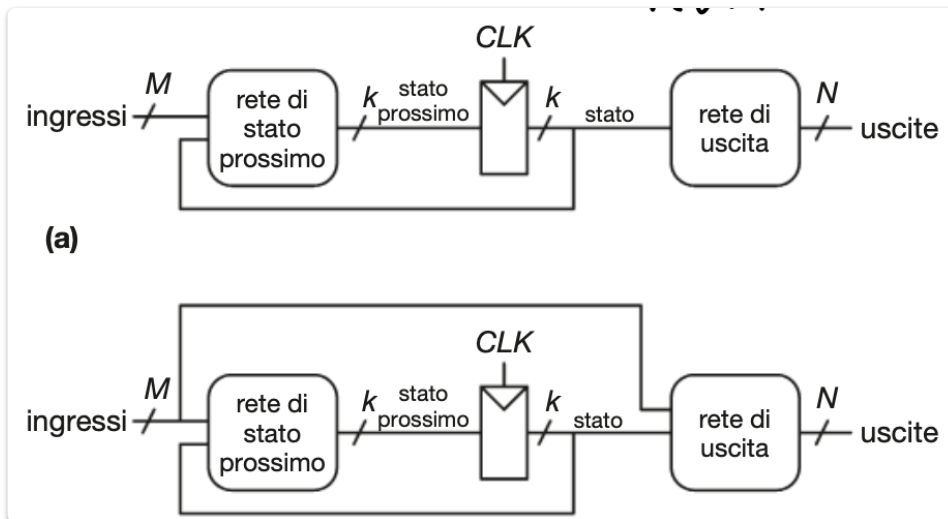 CLK
M
ingressi
rete di
stato
prossimo
k
stato
prossimo
k
stato
rete di
uscita
N
uscite
(a)
CLK
M
ingressi
rete di
stato
prossimo
k
stato
prossimo
k
stato
rete di
uscita
N
uscite